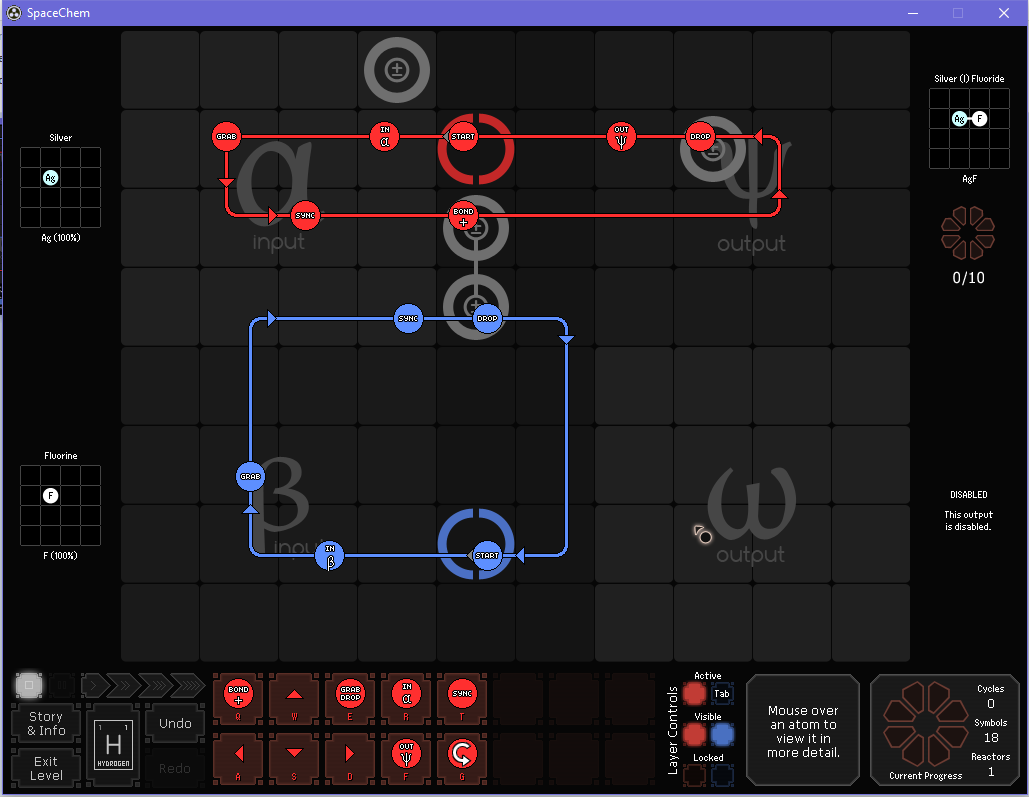 SpaceChem
Silver
Ag
Ag (100%)
Fluorine
F
F (100%)
±
GRAB
IN
α
START
OUT
ψ
DROP
±
SYNC
BOND
+
±
α
input
ψ
output
±
SYNC
DROP
GRAB
IN
β
START
β
input
ω
output
Silver (I) Fluoride
Ag
F
AgF
0/10
DISABLED
This output
is disabled.
Story
& Info
Exit
Level
1
1
H
HYDROGEN
Undo
Redo
BOND
+
Q
W
GRAB
DROP
E
IN
α
R
SYNC
T
A
S
D
OUT
ψ
F
G
Layer Controls
Active
Tab
Visible
Locked
Mouse over
an atom to
view it in
more detail.
Cycles
0
Symbols
18
Reactors
1
Current Progress